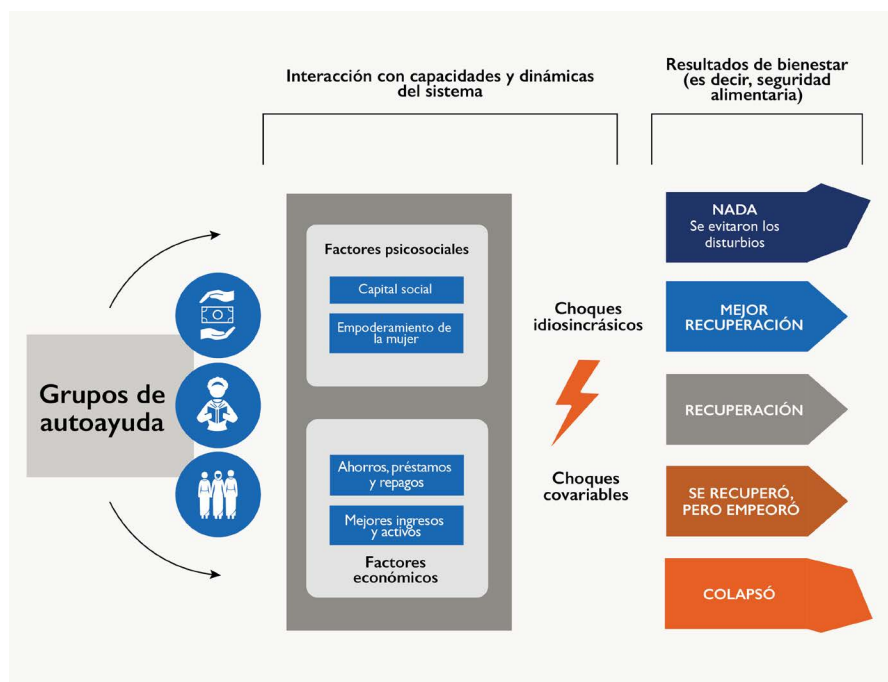 Interacción con capacidades y dinámicas
del sistema
Resultados de bienestar
(es decir, seguridad
alimentaria)
Grupos de
autoayuda
Factores psicosociales
Capital social
Empoderamiento de
la mujer
Ahorros, préstamos
y repagos
Mejores ingresos
y activos
Factores
económicos
Choques
idiosincrásicos
Choques
covariables
NADA
Se evitaron los
disturbios
MEJOR
RECUPERACIÓN
RECUPERACIÓN
SE RECUPERÓ,
PERO EMPEORÓ
COLAPSÓ